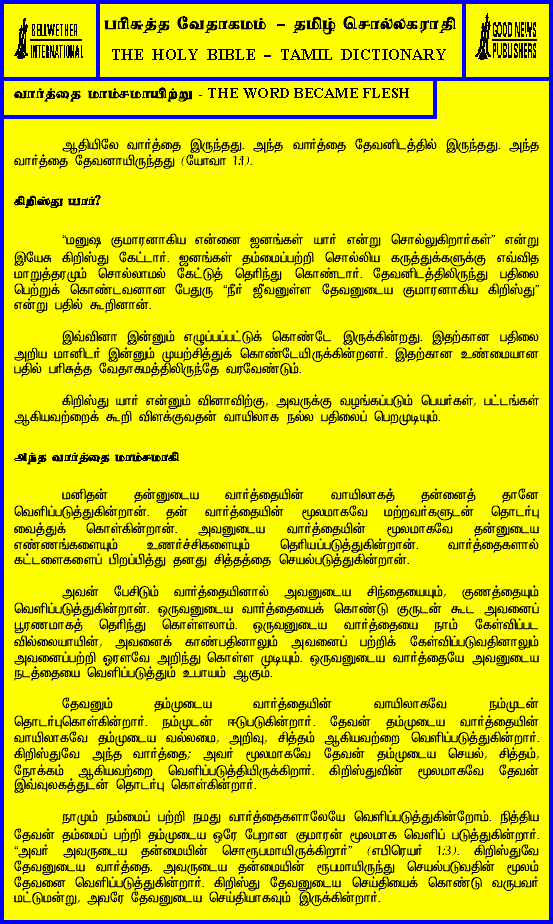 BELLWETHER
INTERNATIONAL
பரிசுத்த வேதாகமம் – தமிழ் சொல்லகராதி
THE HOLY BIBLE – TAMIL DICTIONARY
GOOD NEWS
PUBLISHERS
வார்த்தை மாம்சமாயிற்று - THE WORD BECAME FLESH
ஆதியிலே வார்த்தை இருந்தது. அந்த வார்த்தை தேவனிடத்தில் இருந்தது. அந்த
வார்த்தை தேவனாயிருந்தது (யோவா 1:1).
கிறிஸ்து யார்?
“மனுஷ குமாரனாகிய என்னை ஜனங்கள் யார் என்று சொல்லுகிறார்கள்” என்று
இயேசு கிறிஸ்து கேட்டார். ஜனங்கள் தம்மைப்பற்றி சொல்லிய கருத்துக்களுக்கு எவ்வித
மாறுத்தரமும் சொல்லாமல் கேட்டுத் தெரிந்து கொண்டார். தேவனிடத்திலிருந்து பதிலை
பெற்றுக் கொண்டவனான பேதுரு “நீர் ஜீவனுள்ள தேவனுடைய குமாரனாகிய கிறிஸ்து”
என்று பதில் கூறினான்.
இவ்வினா இன்னும் எழுப்பப்பட்டுக் கொண்டே இருக்கின்றது. இதற்கான பதிலை
அறிய மானிடர் இன்னும் முயற்சித்துக் கொண்டேயிருக்கின்றனர். இதற்கான உண்மையான
பதில் பரிசுத்த வேதாகமத்திலிருந்தே வரவேண்டும்.
கிறிஸ்து யார் என்னும் வினாவிற்கு, அவருக்கு வழங்கப்படும் பெயர்கள், பட்டங்கள்
ஆகியவற்றைக் கூறி விளக்குவதன் வாயிலாக நல்ல பதிலைப் பெறமுடியும்.
அந்த வார்த்தை மாம்சமாகி
மனிதன் தன்னுடைய வார்த்தையின் வாயிலாகத் தன்னைத் தானே
வெளிப்படுத்துகின்றான். தன் வார்த்தையின் மூலமாகவே மற்றவர்களுடன் தொடர்பு
வைத்துக் கொள்கின்றான். அவனுடைய வார்த்தையின் மூலமாகவே தன்னுடைய
எண்ணங்களையும் உணர்ச்சிகளையும் தெரியப்படுத்துகின்றான். வார்த்தைகளால்
கட்டளைகளைப் பிறப்பித்து தனது சித்தத்தை செயல்படுத்துகின்றான்.
அவன் பேசிடும் வார்த்தையினால் அவனுடைய சிந்தையையும், குணத்தையும்
வெளிப்படுத்துகின்றான். ஒருவனுடைய வார்த்தையைக் கொண்டு குருடன் கூட அவனைப்
பூரணமாகத் தெரிந்து கொள்ளலாம். ஒருவனுடைய வார்த்தையை நாம் கேள்விப்பட
வில்லையாயின், அவனைக் காண்பதினாலும் அவனைப் பற்றிக் கேள்விப்படுவதினாலும்
அவனைப்பற்றி ஓரளவே அறிந்து கொள்ள முடியும். ஒருவனுடைய வார்த்தையே அவனுடைய
நடத்தையை வெளிப்படுத்தும் உபாயம் ஆகும்.
தேவனும் தம்முடைய வார்த்தையின் வாயிலாகவே நம்முடன்
தொடர்புகொள்கின்றார். நம்முடன் ஈடுபடுகின்றார். தேவன் தம்முடைய வார்த்தையின்
வாயிலாகவே தம்முடைய வல்லமை, அறிவு, சித்தம் ஆகியவற்றை வெளிப்படுத்துகின்றார்.
கிறிஸ்துவே அந்த வார்த்தை; அவர் மூலமாகவே தேவன் தம்முடைய செயல், சித்தம்,
நோக்கம் ஆகியவற்றை வெளிப்படுத்தியிருக்கிறார். கிறிஸ்துவின் மூலமாகவே தேவன்
இவ்வுலகத்துடன் தொடர்பு கொள்கின்றார்.
நாமும் நம்மைப் பற்றி நமது வார்த்தைகளாலேயே வெளிப்படுத்துகின்றோம். நித்திய
தேவன் தம்மைப் பற்றி தம்முடைய ஒரே பேறான குமாரன் மூலமாக வெளிப் படுத்துகின்றார்.
“அவர் அவருடைய தன்மையின் சொரூபமாயிருக்கிறார்” (எபிரெயர் 1:3). கிறிஸ்துவே
தேவனுடைய வார்த்தை. அவருடைய தன்மையின் ரூபமாயிருந்து செயல்படுவதின் மூலம்
தேவனை வெளிப்படுத்துகின்றார். கிறிஸ்து தேவனுடைய செய்தியைக் கொண்டு வருபவர்
மட்டுமன்று, அவரே தேவனுடைய செய்தியாகவும் இருக்கின்றார்.